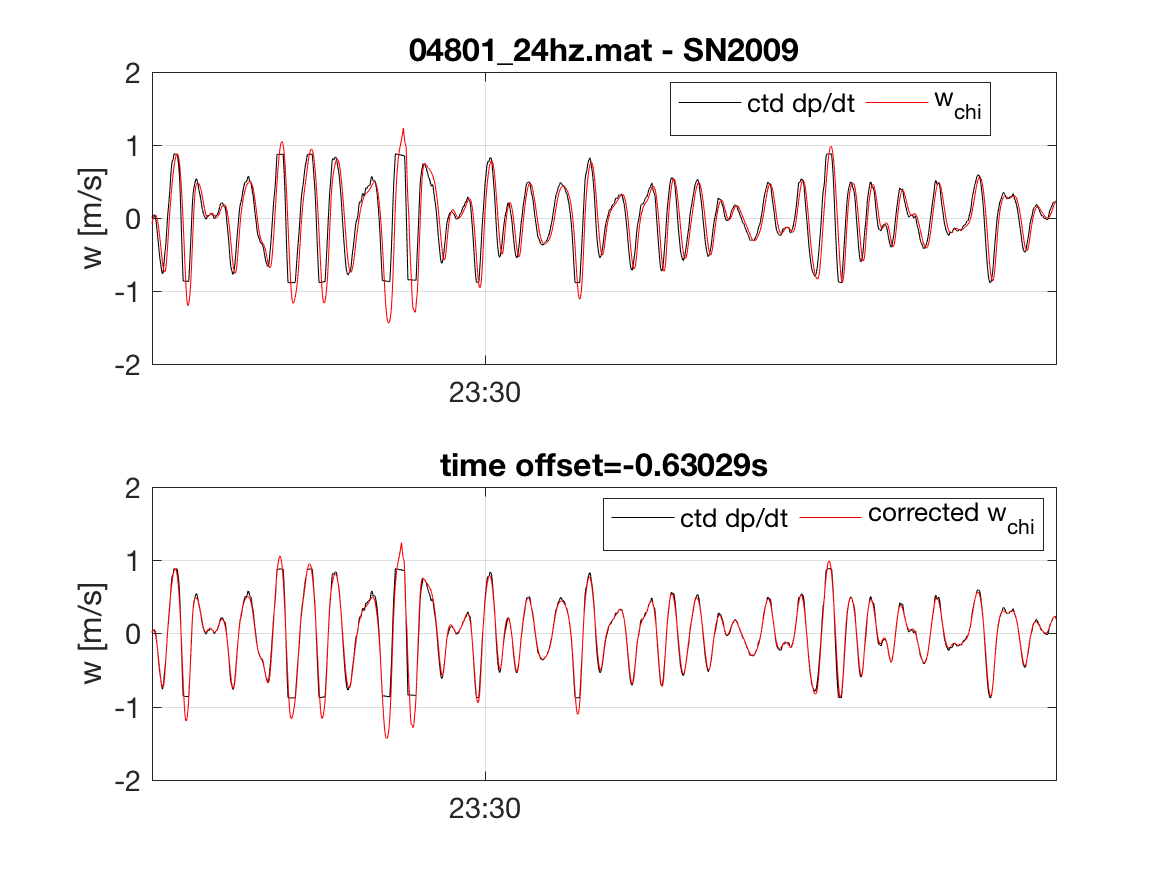 04801_24hz.mat - SN2009
2
ctd dp/dt
w_chi
1
0
-1
-2
w [m/s]
23:30
time offset=-0.63029s
2
ctd dp/dt
corrected w_chi
1
0
-1
-2
w [m/s]
23:30